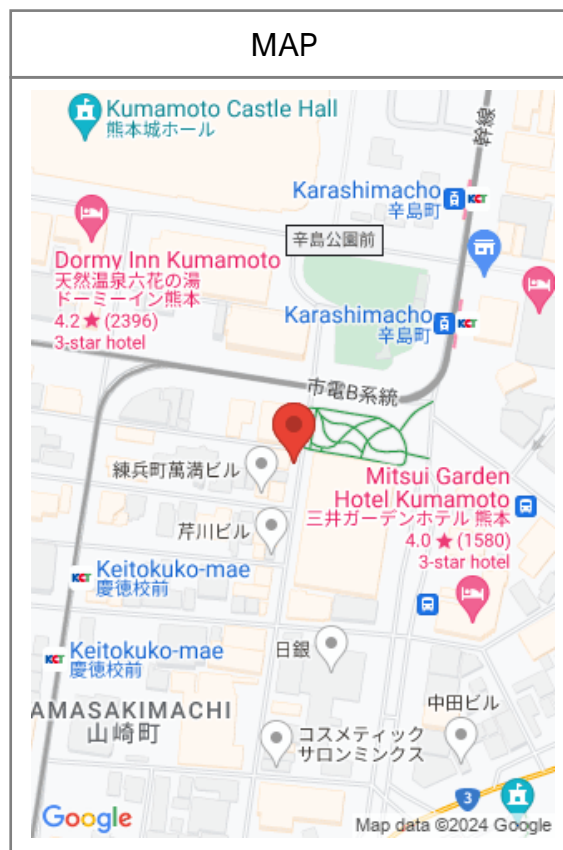 MAP
Kumamoto Castle Hall
熊本城ホール
幹線
Karashimacho
辛島町
KCT
辛島公園前
Dormy Inn Kumamoto
天然温泉六花の湯
ドーミーイン熊本
4.2★(2396)
3-star hotel
Karashimacho
辛島町
KCT
市電B系統
練兵町萬満ビル
Mitsui Garden
Hotel Kumamoto
三井ガーデンホテル 熊本
4.0★(1580)
3-star hotel
芹川ビル
KCT
Keitokuko-mae
慶徳校前
日銀
KCT
Keitokuko-mae
慶徳校前
AMASAKIMACHI
山崎町
中田ビル
コスメティック
サロンミンクス
3
Google
Map data ©2024 Google